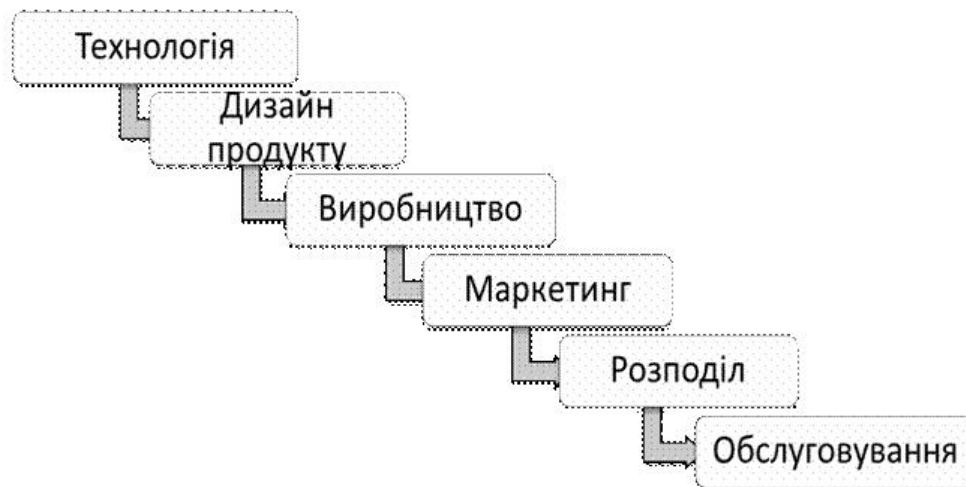 Технологія
Дизайн
продукту
Виробництво
Маркетинг
Розподіл
Обслуговування